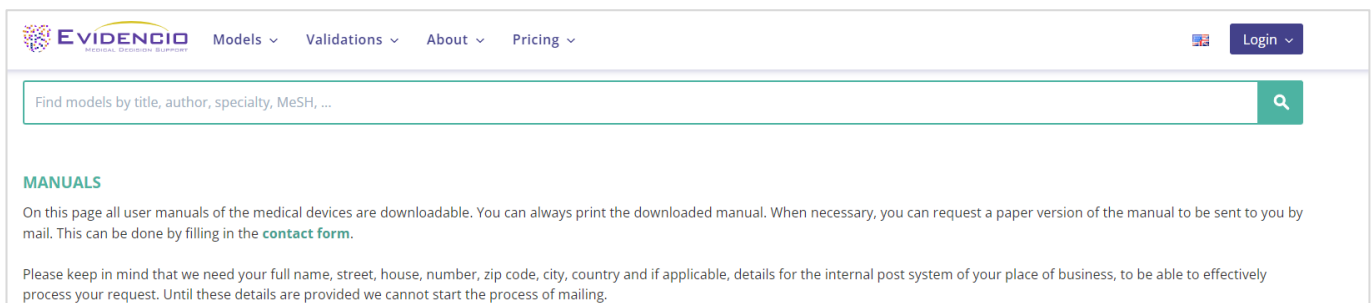 EVIDENCIO Models Validations About Pricing Login
MEDICAL DECISION SUPPORT
Find models by title, author, specialty, MeSH, ...
MANUALS
On this page all user manuals of the medical devices are downloadable. You can always print the downloaded manual. When necessary, you can request a paper version of the manual to be sent to you by
mail. This can be done by filling in the contact form.
Please keep in mind that we need your full name, street, house, number, zip code, city, country and if applicable, details for the internal post system of your place of business, to be able to effectively
process your request. Until these details are provided we cannot start the process of mailing.